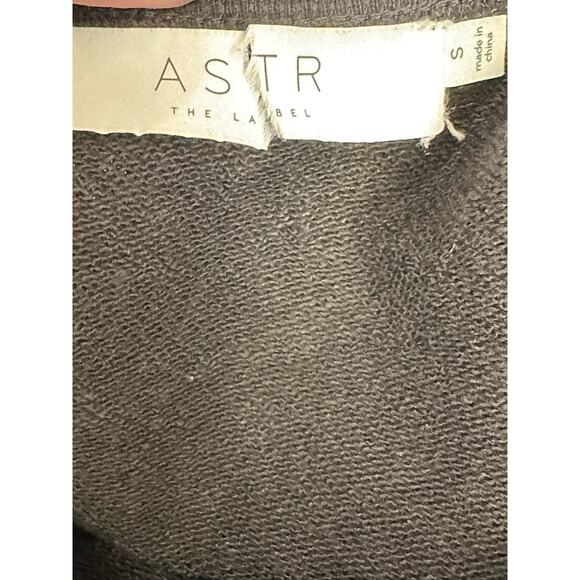 ASTR
THE LABEL
S
made in
china